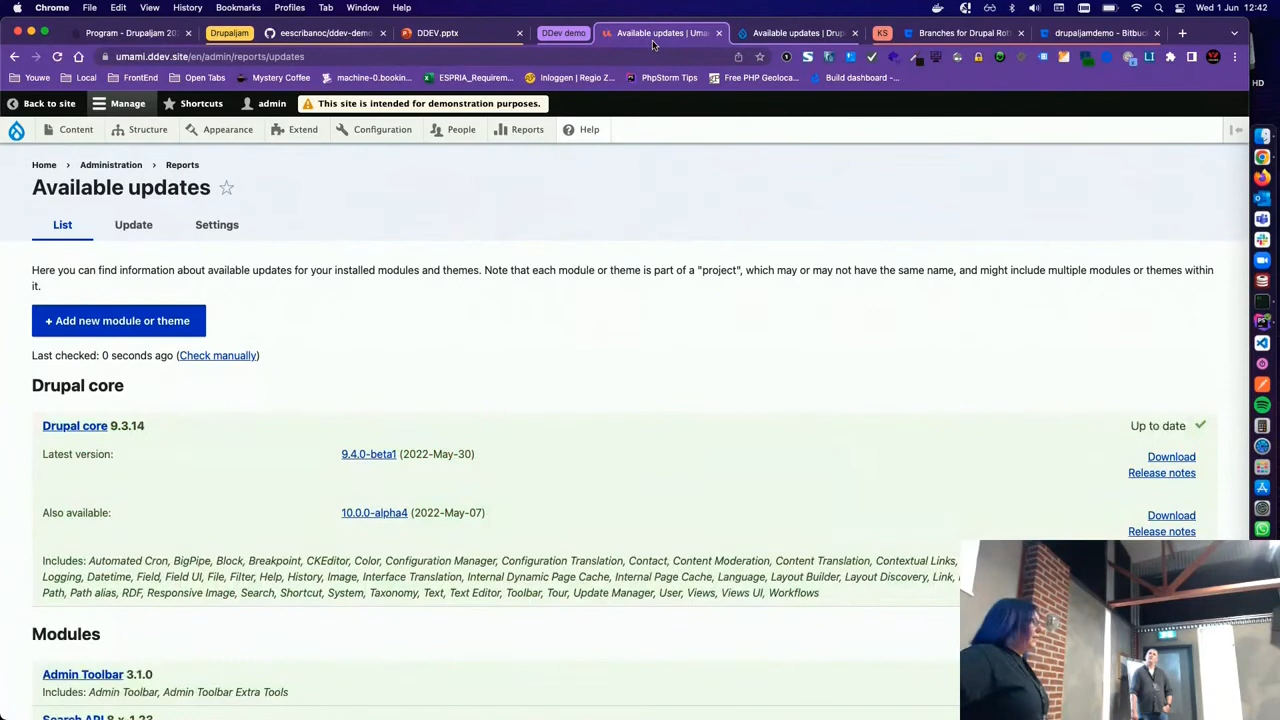 Chrome File Edit View History Bookmarks Profiles Tab Window Help Wed 1 Jun 12:42
Program - Drupaljam 202 Drupaljam eescribanoc/ddev-demo DDEV.pptx DDev demo Available updates | Uma Available updates | Drup KS Branches for Drupal Rot drupaljamdemo - Bitbuck
umami.ddev.site/en/admin/reports/updates
Youwe FrontEnd Open Tabs Mystery Coffee machine-0.bookin... ESPRIA_Requirem... Inloggen | Regio Z... PhpStorm Tips Free PHP Geoloca... Build dashboard -...
HD
Back to site Manage Shortcuts admin This site is intended for demonstration purposes.
Content Structure Appearance Extend Configuration People Reports Help
Home > Administration > Reports
Available updates
List Update Settings
Here you can find information about available updates for your installed modules and themes. Note that each module or theme is part of a "project", which may or may not have the same name, and might include multiple modules or themes within
it.
+ Add new module or theme
Last checked: 0 seconds ago (Check manually)
Drupal core
Drupal core 9.3.14 Up to date
Latest version: 9.4.0-beta1 (2022-May-30) Download
Release notes
Also available: 10.0.0-alpha4 (2022-May-07) Download
Release notes
Includes: Automated Cron, BigPipe, Block, Breakpoint, CKEditor, Color, Configuration Manager, Configuration Translation, Contact, Content Moderation, Content Translation, Contextual Links,
Logging, Datetime, Field, Field UI, File, Filter, Help, History, Image, Interface Translation, Internal Dynamic Page Cache, Internal Page Cache, Language, Layout Builder, Layout Discovery, Link,
Path, Path alias, RDF, Responsive Image, Search, Shortcut, System, Taxonomy, Text, Text Editor, Toolbar, Tour, Update Manager, User, Views, Views UI, Workflows
Modules
Admin Toolbar 3.1.0
Includes: Admin Toolbar, Admin Toolbar Extra Tools
Search API 8.x-1.23